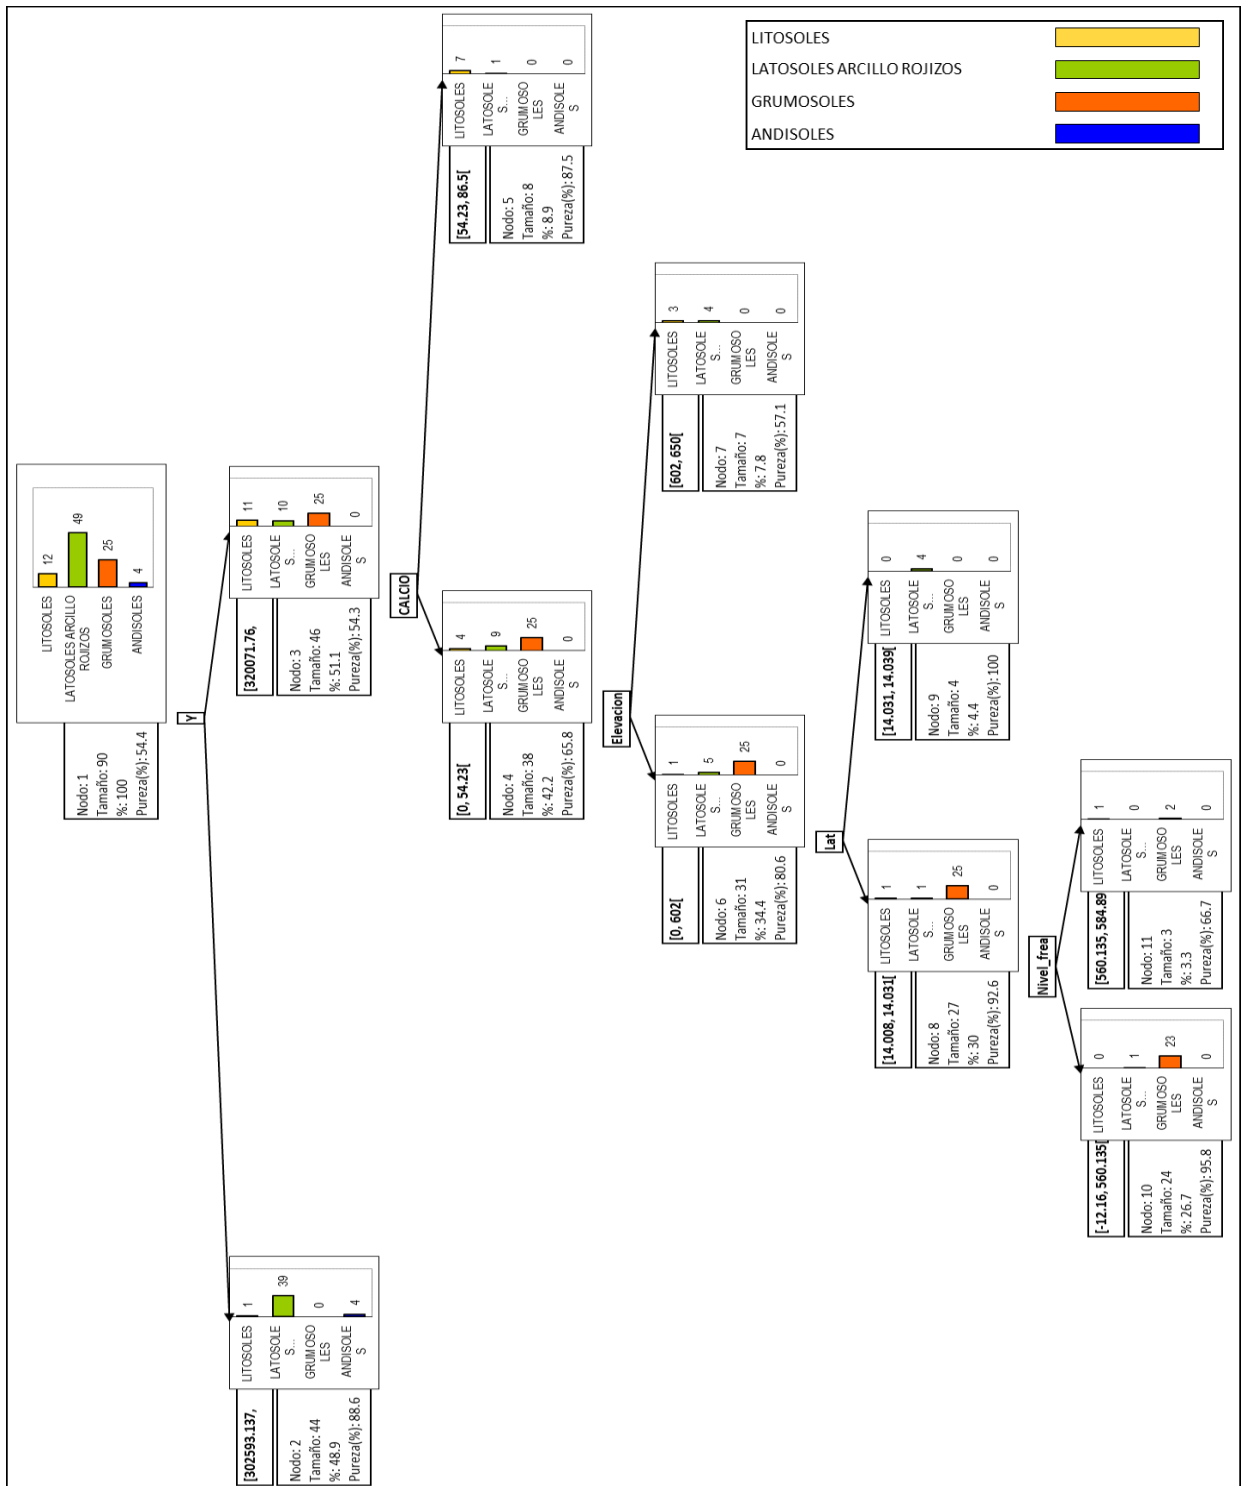 LITOSOLES
LATOSOLES ARCILLO ROJIZOS
GRUMOSOLES
ANDISOLES
LITOSOLES 12
LATOSOLES ARCILLO
ROJIZOS 49
GRUMOSOLES 25
ANDISOLES 4
Nodo: 1
Tamaño: 90
%: 100
Pureza(%): 54.4
Y
[302593.137,
LITOSOLES 1
LATOSOLE
S... 39
GRUMOSO
LES 0
ANDISOLE
S 4
Nodo: 2
Tamaño: 44
%: 48.9
Pureza(%): 88.6
[320071.76,
LITOSOLES 11
LATOSOLE
S... 10
GRUMOSO
LES 25
ANDISOLE
S 0
Nodo: 3
Tamaño: 46
%: 51.1
Pureza(%): 54.3
CALCIO
[0, 54.23[
LITOSOLES 4
LATOSOLE
S... 9
GRUMOSO
LES 25
ANDISOLE
S 0
Nodo: 4
Tamaño: 38
%: 42.2
Pureza(%): 65.8
[54.23, 86.5[
LITOSOLES 7
LATOSOLE
S... 1
GRUMOSO
LES 0
ANDISOLE
S 0
Nodo: 5
Tamaño: 8
%: 8.9
Pureza(%): 87.5
Elevacion
[0, 602[
LITOSOLES 1
LATOSOLE
S... 5
GRUMOSO
LES 25
ANDISOLE
S 0
Nodo: 6
Tamaño: 31
%: 34.4
Pureza(%): 80.6
[602, 650[
LITOSOLES 3
LATOSOLE
S... 4
GRUMOSO
LES 0
ANDISOLE
S 0
Nodo: 7
Tamaño: 7
%: 7.8
Pureza(%): 57.1
Lat
[14.008, 14.031[
LITOSOLES 1
LATOSOLE
S... 1
GRUMOSO
LES 25
ANDISOLE
S 0
Nodo: 8
Tamaño: 27
%: 30
Pureza(%): 92.6
[14.031, 14.039[
LITOSOLES 0
LATOSOLE
S... 4
GRUMOSO
LES 0
ANDISOLE
S 0
Nodo: 9
Tamaño: 4
%: 4.4
Pureza(%): 100
Nivel_frea
[-12.16, 560.135[
LITOSOLES 0
LATOSOLE
S... 1
GRUMOSO
LES 23
ANDISOLE
S 0
Nodo: 10
Tamaño: 24
%: 26.7
Pureza(%): 95.8
[560.135, 584.89
LITOSOLES 1
LATOSOLE
S... 0
GRUMOSO
LES 2
ANDISOLE
S 0
Nodo: 11
Tamaño: 3
%: 3.3
Pureza(%): 66.7